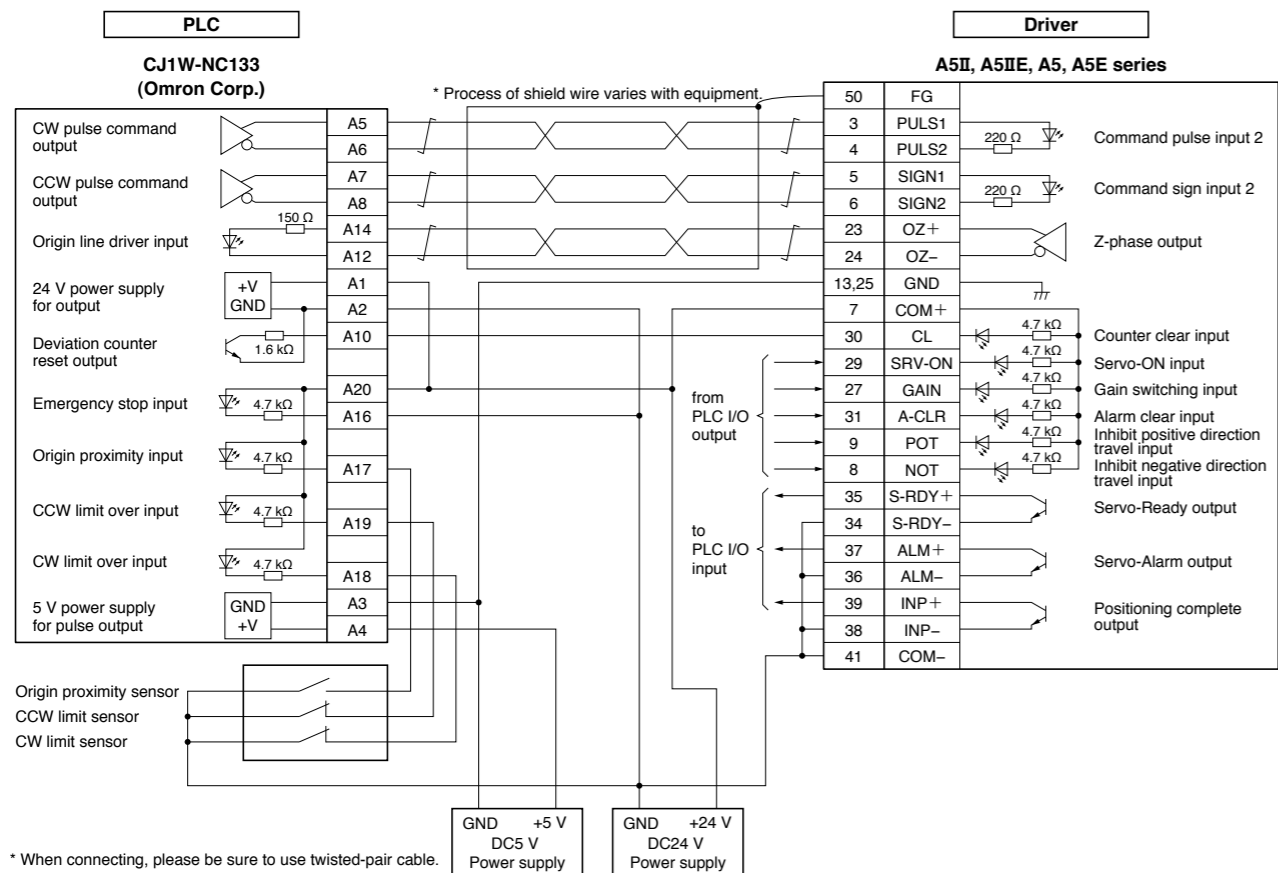 PLC
Driver
CJ1W-NC133
(Omron Corp.)
A5II, A5IIE, A5, A5E series
* Process of shield wire varies with equipment.
CW pulse command
output
A5
A6
CCW pulse command
output
A7
A8
Origin line driver input
150 Ω
A14
A12
24 V power supply
for output
+V
GND
A1
A2
Deviation counter
reset output
1.6 kΩ
A10
A20
Emergency stop input
4.7 kΩ
A16
Origin proximity input
4.7 kΩ
A17
CCW limit over input
4.7 kΩ
A19
CW limit over input
4.7 kΩ
A18
5 V power supply
for pulse output
GND
+V
A3
A4
50 FG
3 PULS1
4 PULS2
220 Ω
Command pulse input 2
5 SIGN1
6 SIGN2
220 Ω
Command sign input 2
23 OZ+
24 OZ−
Z-phase output
13,25 GND
7 COM+
30 CL
4.7 kΩ
Counter clear input
29 SRV-ON
4.7 kΩ
Servo-ON input
27 GAIN
4.7 kΩ
Gain switching input
31 A-CLR
4.7 kΩ
Alarm clear input
9 POT
4.7 kΩ
Inhibit positive direction
travel input
8 NOT
4.7 kΩ
Inhibit negative direction
travel input
from
PLC I/O
output
35 S-RDY+
34 S-RDY−
Servo-Ready output
37 ALM+
36 ALM−
Servo-Alarm output
39 INP+
38 INP−
Positioning complete
output
41 COM−
to
PLC I/O
input
Origin proximity sensor
CCW limit sensor
CW limit sensor
GND +5 V
DC5 V
Power supply
GND +24 V
DC24 V
Power supply
* When connecting, please be sure to use twisted-pair cable.